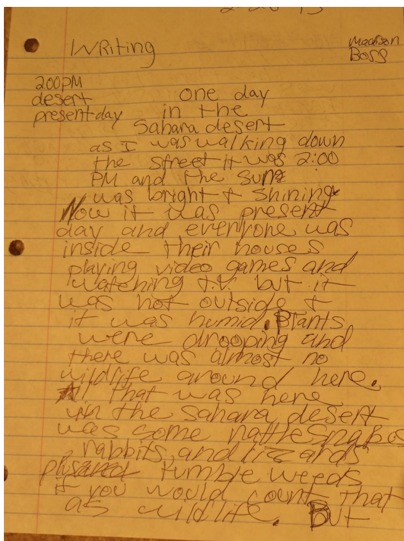 Writing
Madison
Boss
200PM
desert
present day
one day
in the
Sahara desert
as I was walking down
the street it was 2:00
PM and the Sun
was bright + shining
Now it was present
day and everyone was
inside their houses
playing video games and
watching t.v. but it
was hot outside +
it was humid. Plants
were drooping and
there was almost no
wildlife around here.
All that was here
in the Sahara desert
was some rattlesnakes
rabbits, and lizards
plus tumble weeds
if you would count that
as wildlife. But